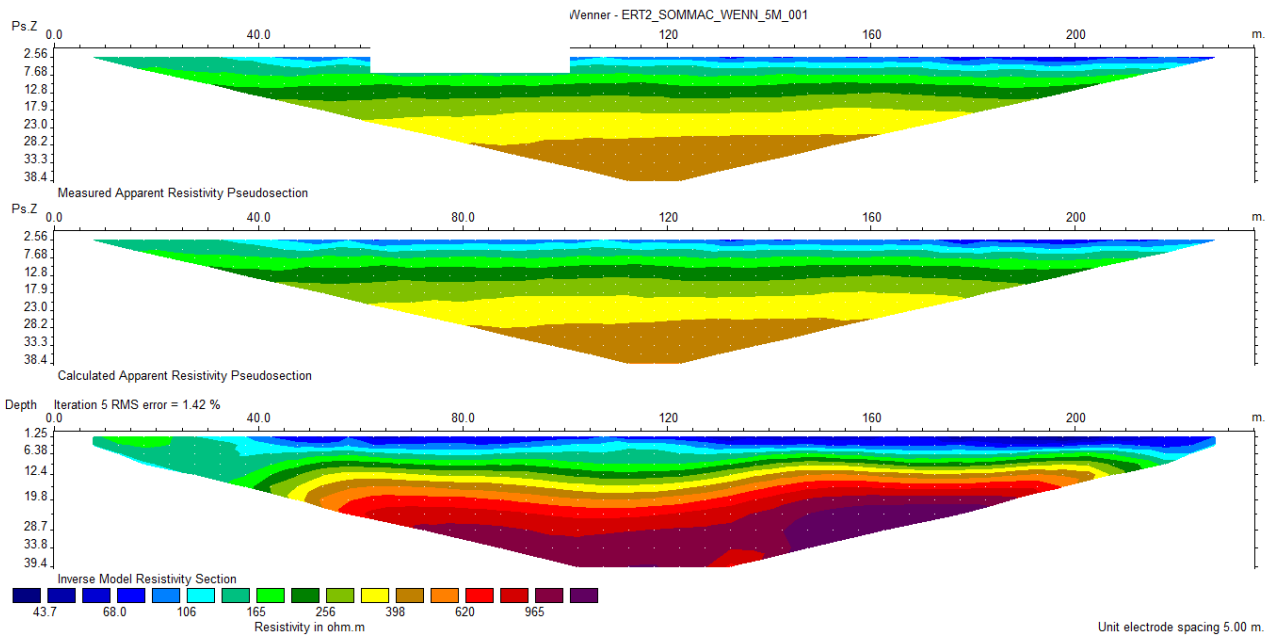 Wenner - ERT2_SOMMAC_WENN_5M_001
Ps.Z 0.0 40.0 120 160 200 m.
2.56
7.68
12.8
17.9
23.0
28.2
33.3
38.4
Measured Apparent Resistivity Pseudosection
Ps.Z 0.0 40.0 80.0 120 160 200 m.
2.56
7.68
12.8
17.9
23.0
28.2
33.3
38.4
Calculated Apparent Resistivity Pseudosection
Depth Iteration 5 RMS error = 1.42 %
0.0 40.0 80.0 120 160 200 m.
1.25
6.38
12.4
19.8
28.7
33.8
39.4
Inverse Model Resistivity Section
43.7 68.0 106 165 256 398 620 965
Resistivity in ohm.m
Unit electrode spacing 5.00 m.